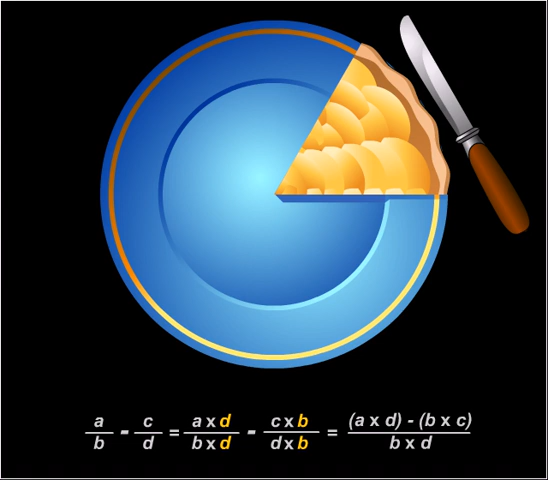 a/b - c/d = a x d/b x d - c x b/d x b = (a x d) - (b x c)/b x d